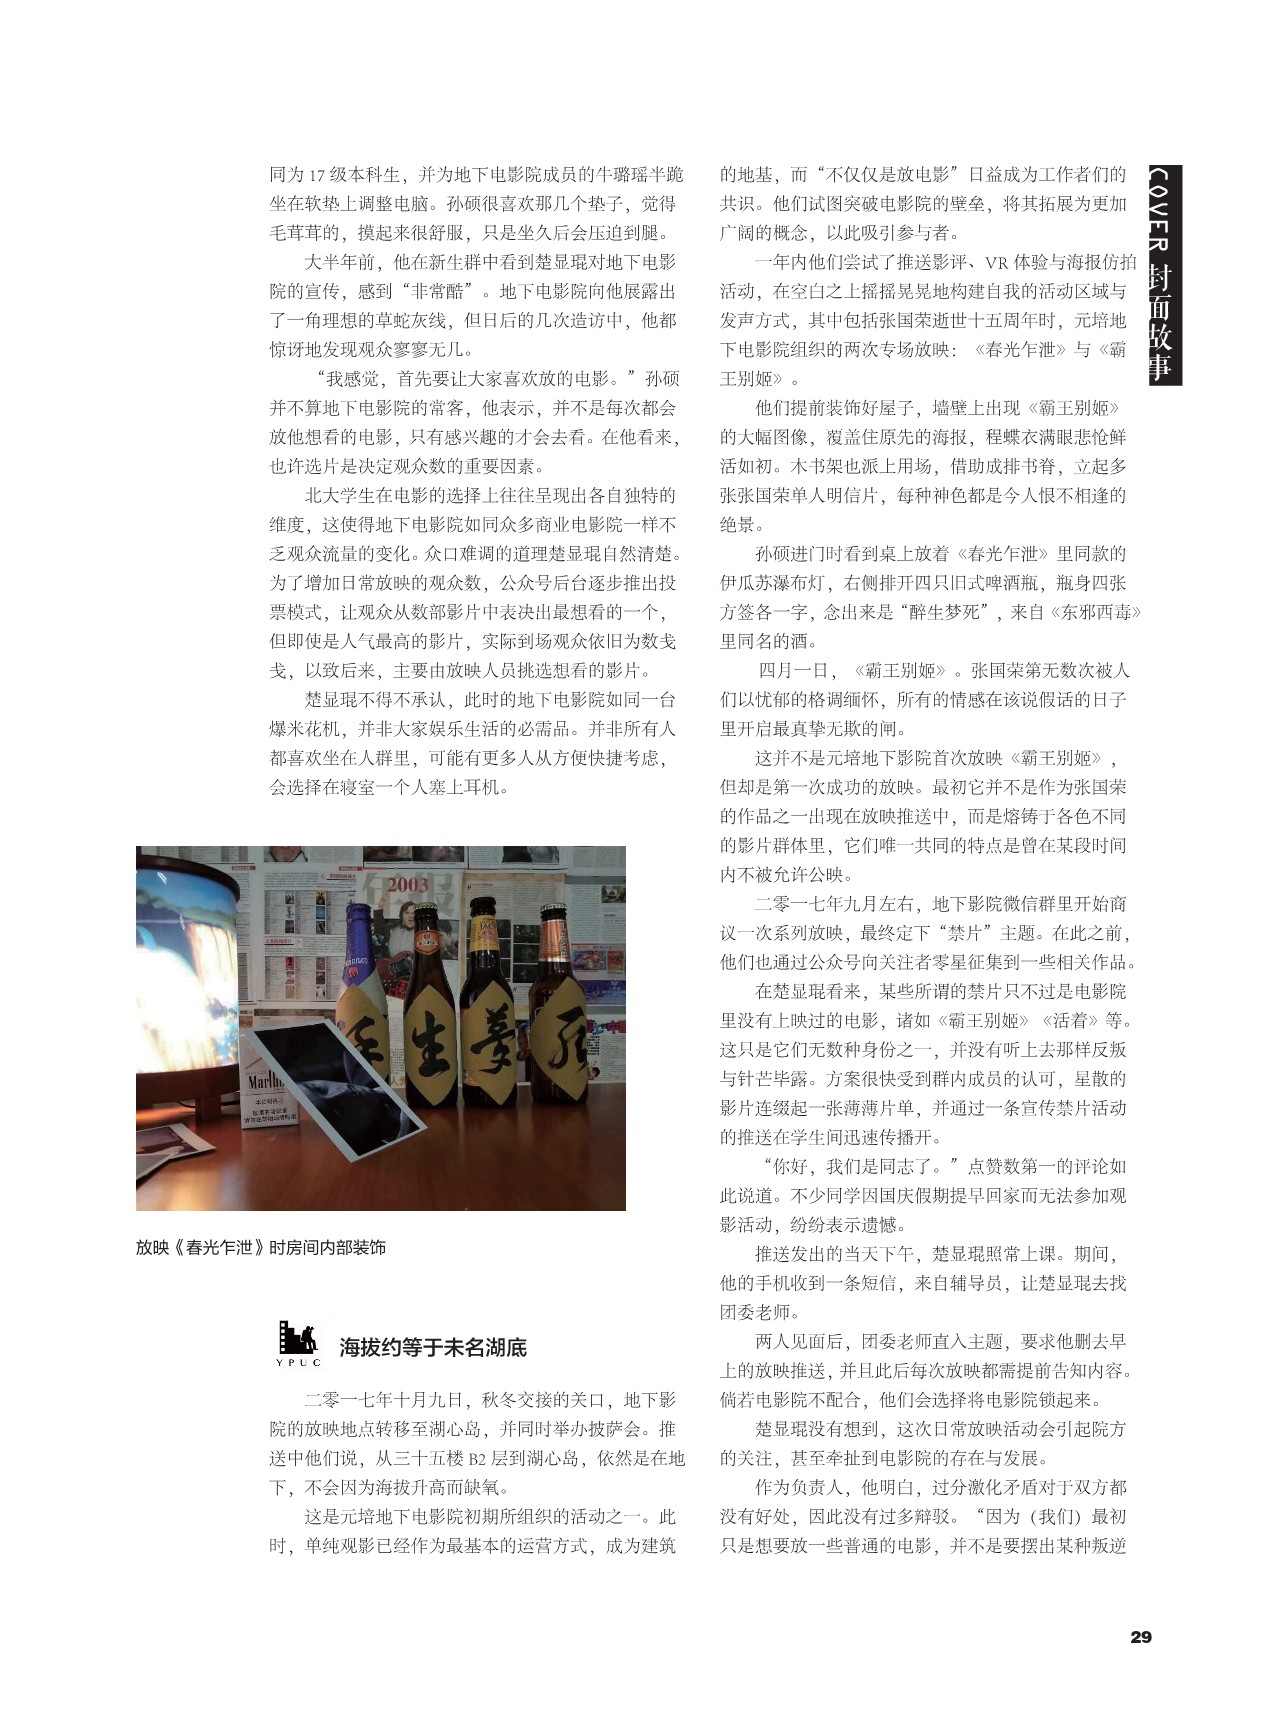 同为 17 级本科生，并为地下电影院成员的牛璐瑶半跪
坐在软垫上调整电脑。孙硕很喜欢那几个垫子，觉得
毛茸茸的，摸起来很舒服，只是坐久后会压迫到腿。
大半年前，他在新生群中看到楚显琨对地下电影
院的宣传，感到“非常酷”。地下电影院向他展露出
了一角理想的草蛇灰线，但日后的几次造访中，他都
惊讶地发现观众寥寥无几。
“我感觉，首先要让大家喜欢放的电影。”孙硕
并不算地下电影院的常客，他表示，并不是每次都会
放他想看的电影，只有感兴趣的才会去看。在他看来，
也许选片是决定观众数的重要因素。
北大学生在电影的选择上往往呈现出各自独特的
维度，这使得地下电影院如同众多商业电影院一样不
乏观众流量的变化。众口难调的道理楚显琨自然清楚。
为了增加日常放映的观众数，公众号后台逐步推出投
票模式，让观众从数部影片中表决出最想看的一个，
但即使是人气最高的影片，实际到场观众依旧为数戋
戋，以致后来，主要由放映人员挑选想看的影片。
楚显琨不得不承认，此时的地下电影院如同一台
爆米花机，并非大家娱乐生活的必需品。并非所有人
都喜欢坐在人群里，可能有更多人从方便快捷考虑，
会选择在寝室一个人塞上耳机。
2003
生
梦
死
Marl
放映《春光乍泄》时房间内部装饰
YPUC
海拔约等于未名湖底
二零一七年十月九日，秋冬交接的关口，地下影
院的放映地点转移至湖心岛，并同时举办披萨会。推
送中他们说，从三十五楼 B2 层到湖心岛，依然是在地
下，不会因为海拔升高而缺氧。
这是元培地下电影院初期所组织的活动之一。此
时，单纯观影已经作为最基本的运营方式，成为建筑
的地基，而“不仅仅是放电影”日益成为工作者们的
共识。他们试图突破电影院的壁垒，将其拓展为更加
广阔的概念，以此吸引参与者。
一年内他们尝试了推送影评、VR 体验与海报仿拍
活动，在空白之上摇摇晃晃地构建自我的活动区域与
发声方式，其中包括张国荣逝世十五周年时，元培地
下电影院组织的两次专场放映：《春光乍泄》与《霸
王别姬》。
他们提前装饰好屋子，墙壁上出现《霸王别姬》
的大幅图像，覆盖住原先的海报，程蝶衣满眼悲怆鲜
活如初。木书架也派上用场，借助成排书脊，立起多
张张国荣单人明信片，每种神色都是今人恨不相逢的
绝景。
孙硕进门时看到桌上放着《春光乍泄》里同款的
伊瓜苏瀑布灯，右侧排开四只旧式啤酒瓶，瓶身四张
方签各一字，念出来是“醉生梦死”，来自《东邪西毒》
里同名的酒。
四月一日，《霸王别姬》。张国荣第无数次被人
们以忧郁的格调缅怀，所有的情感在该说假话的日子
里开启最真挚无欺的闸。
这并不是元培地下影院首次放映《霸王别姬》，
但却是第一次成功的放映。最初它并不是作为张国荣
的作品之一出现在放映推送中，而是熔铸于各色不同
的影片群体里，它们唯一共同的特点是曾在某段时间
内不被允许公映。
二零一七年九月左右，地下影院微信群里开始商
议一次系列放映，最终定下“禁片”主题。在此之前，
他们也通过公众号向关注者零星征集到一些相关作品。
在楚显琨看来，某些所谓的禁片只不过是电影院
里没有上映过的电影，诸如《霸王别姬》《活着》等。
这只是它们无数种身份之一，并没有听上去那样反叛
与针芒毕露。方案很快受到群内成员的认可，星散的
影片连缀起一张薄薄片单，并通过一条宣传禁片活动
的推送在学生间迅速传播开。
“你好，我们是同志了。”点赞数第一的评论如
此说道。不少同学因国庆假期提早回家而无法参加观
影活动，纷纷表示遗憾。
推送发出的当天下午，楚显琨照常上课。期间，
他的手机收到一条短信，来自辅导员，让楚显琨去找
团委老师。
两人见面后，团委老师直入主题，要求他删去早
上的放映推送，并且此后每次放映都需提前告知内容。
倘若电影院不配合，他们会选择将电影院锁起来。
楚显琨没有想到，这次日常放映活动会引起院方
的关注，甚至牵扯到电影院的存在与发展。
作为负责人，他明白，过分激化矛盾对于双方都
没有好处，因此没有过多辩驳。“因为（我们）最初
只是想要放一些普通的电影，并不是要摆出某种叛逆
COVER 封面故事
29